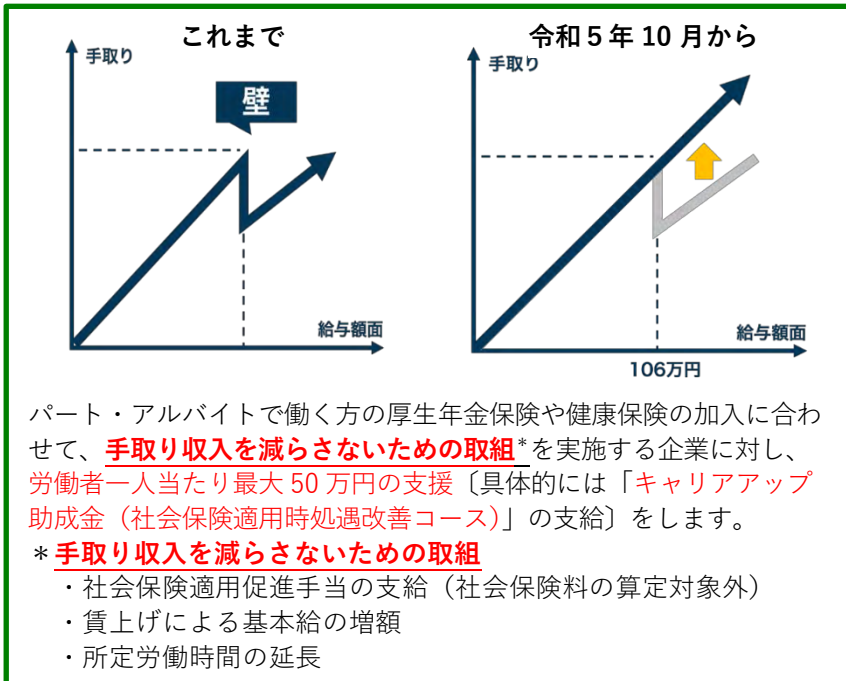 これまで
手取り
壁
給与額面
令和５年 10 月から
手取り
給与額面
106万円
パート・アルバイトで働く方の厚生年金保険や健康保険の加入に合わ
せて、手取り収入を減らさないための取組*を実施する企業に対し、
労働者一人当たり最大 50 万円の支援〔具体的には「キャリアアップ
助成金（社会保険適用時処遇改善コース）」の支給〕をします。
＊手取り収入を減らさないための取組
・社会保険適用促進手当の支給（社会保険料の算定対象外）
・賃上げによる基本給の増額
・所定労働時間の延長